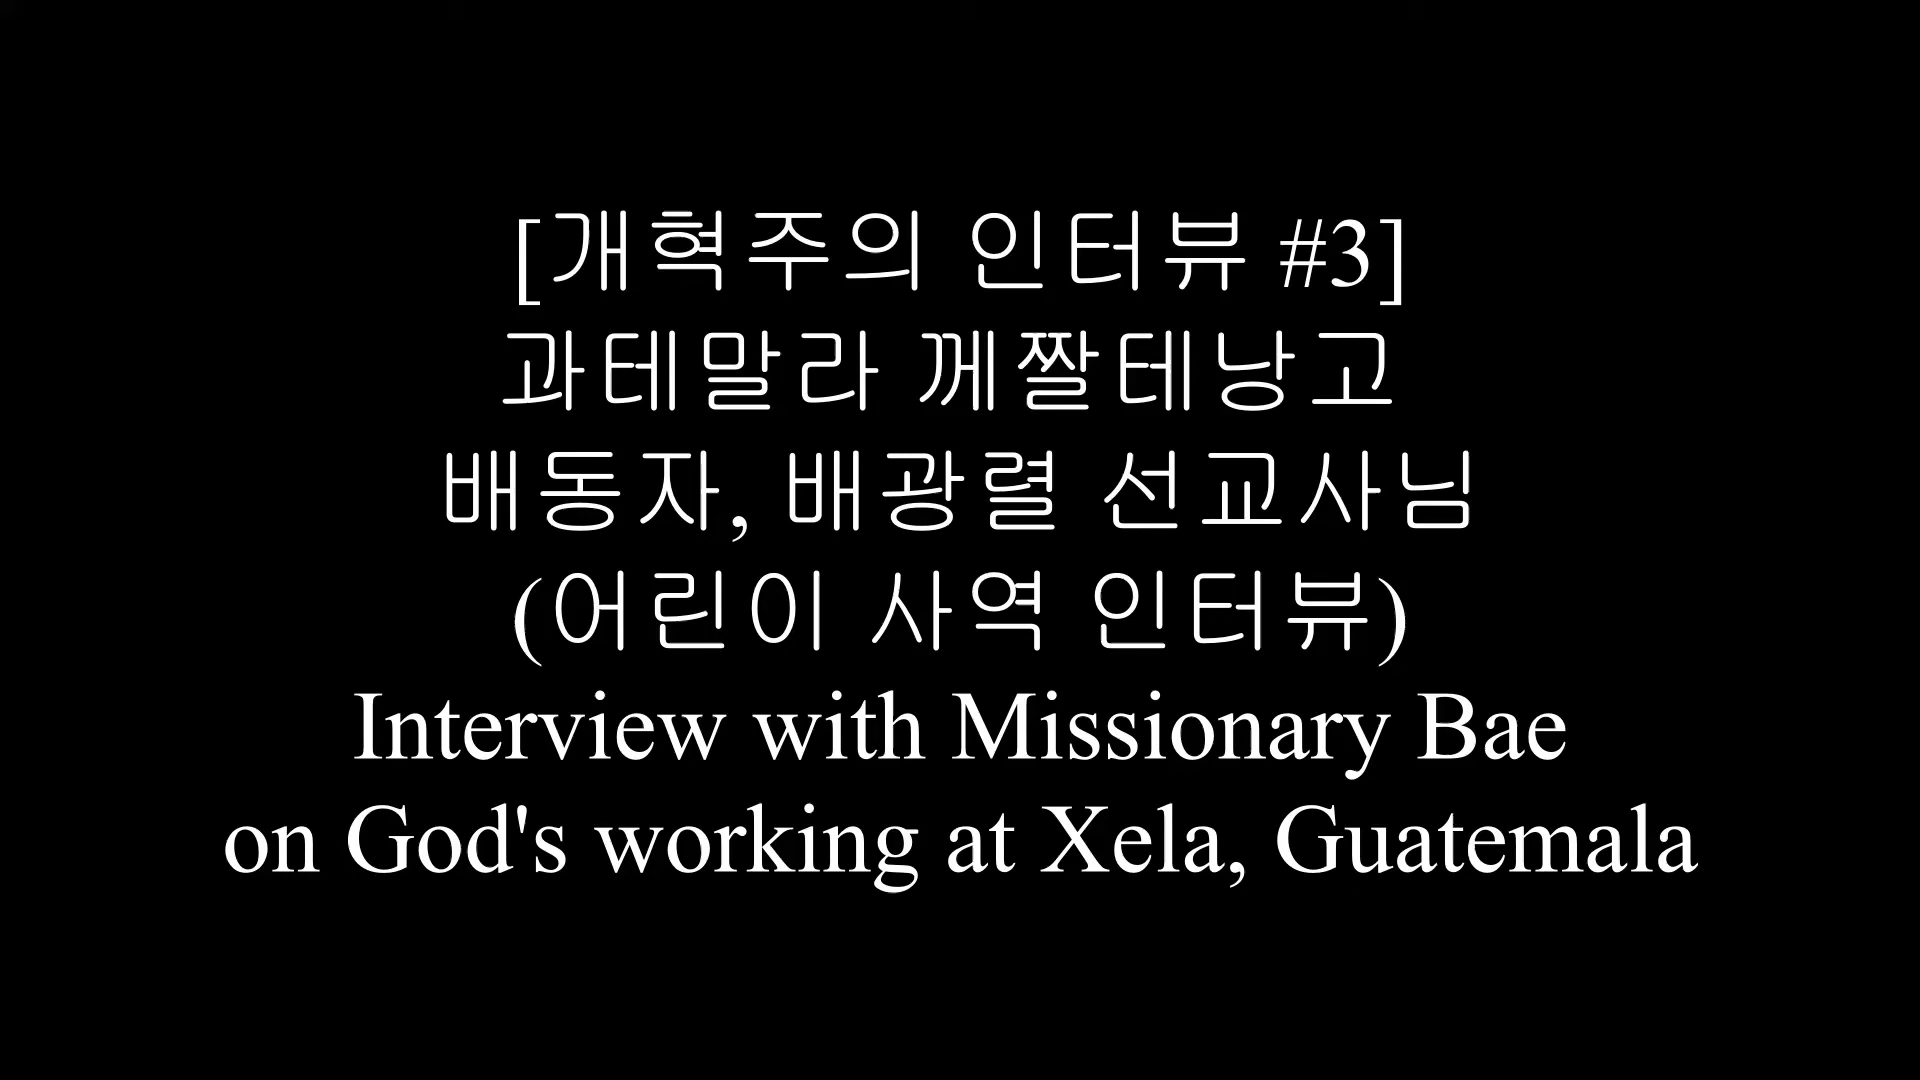 [개혁주의 인터뷰 #3]
과테말라 께짤테낭고
배동자, 배광렬 선교사님
(어린이 사역 인터뷰)
Interview with Missionary Bae
on God's working at Xela, Guatemala